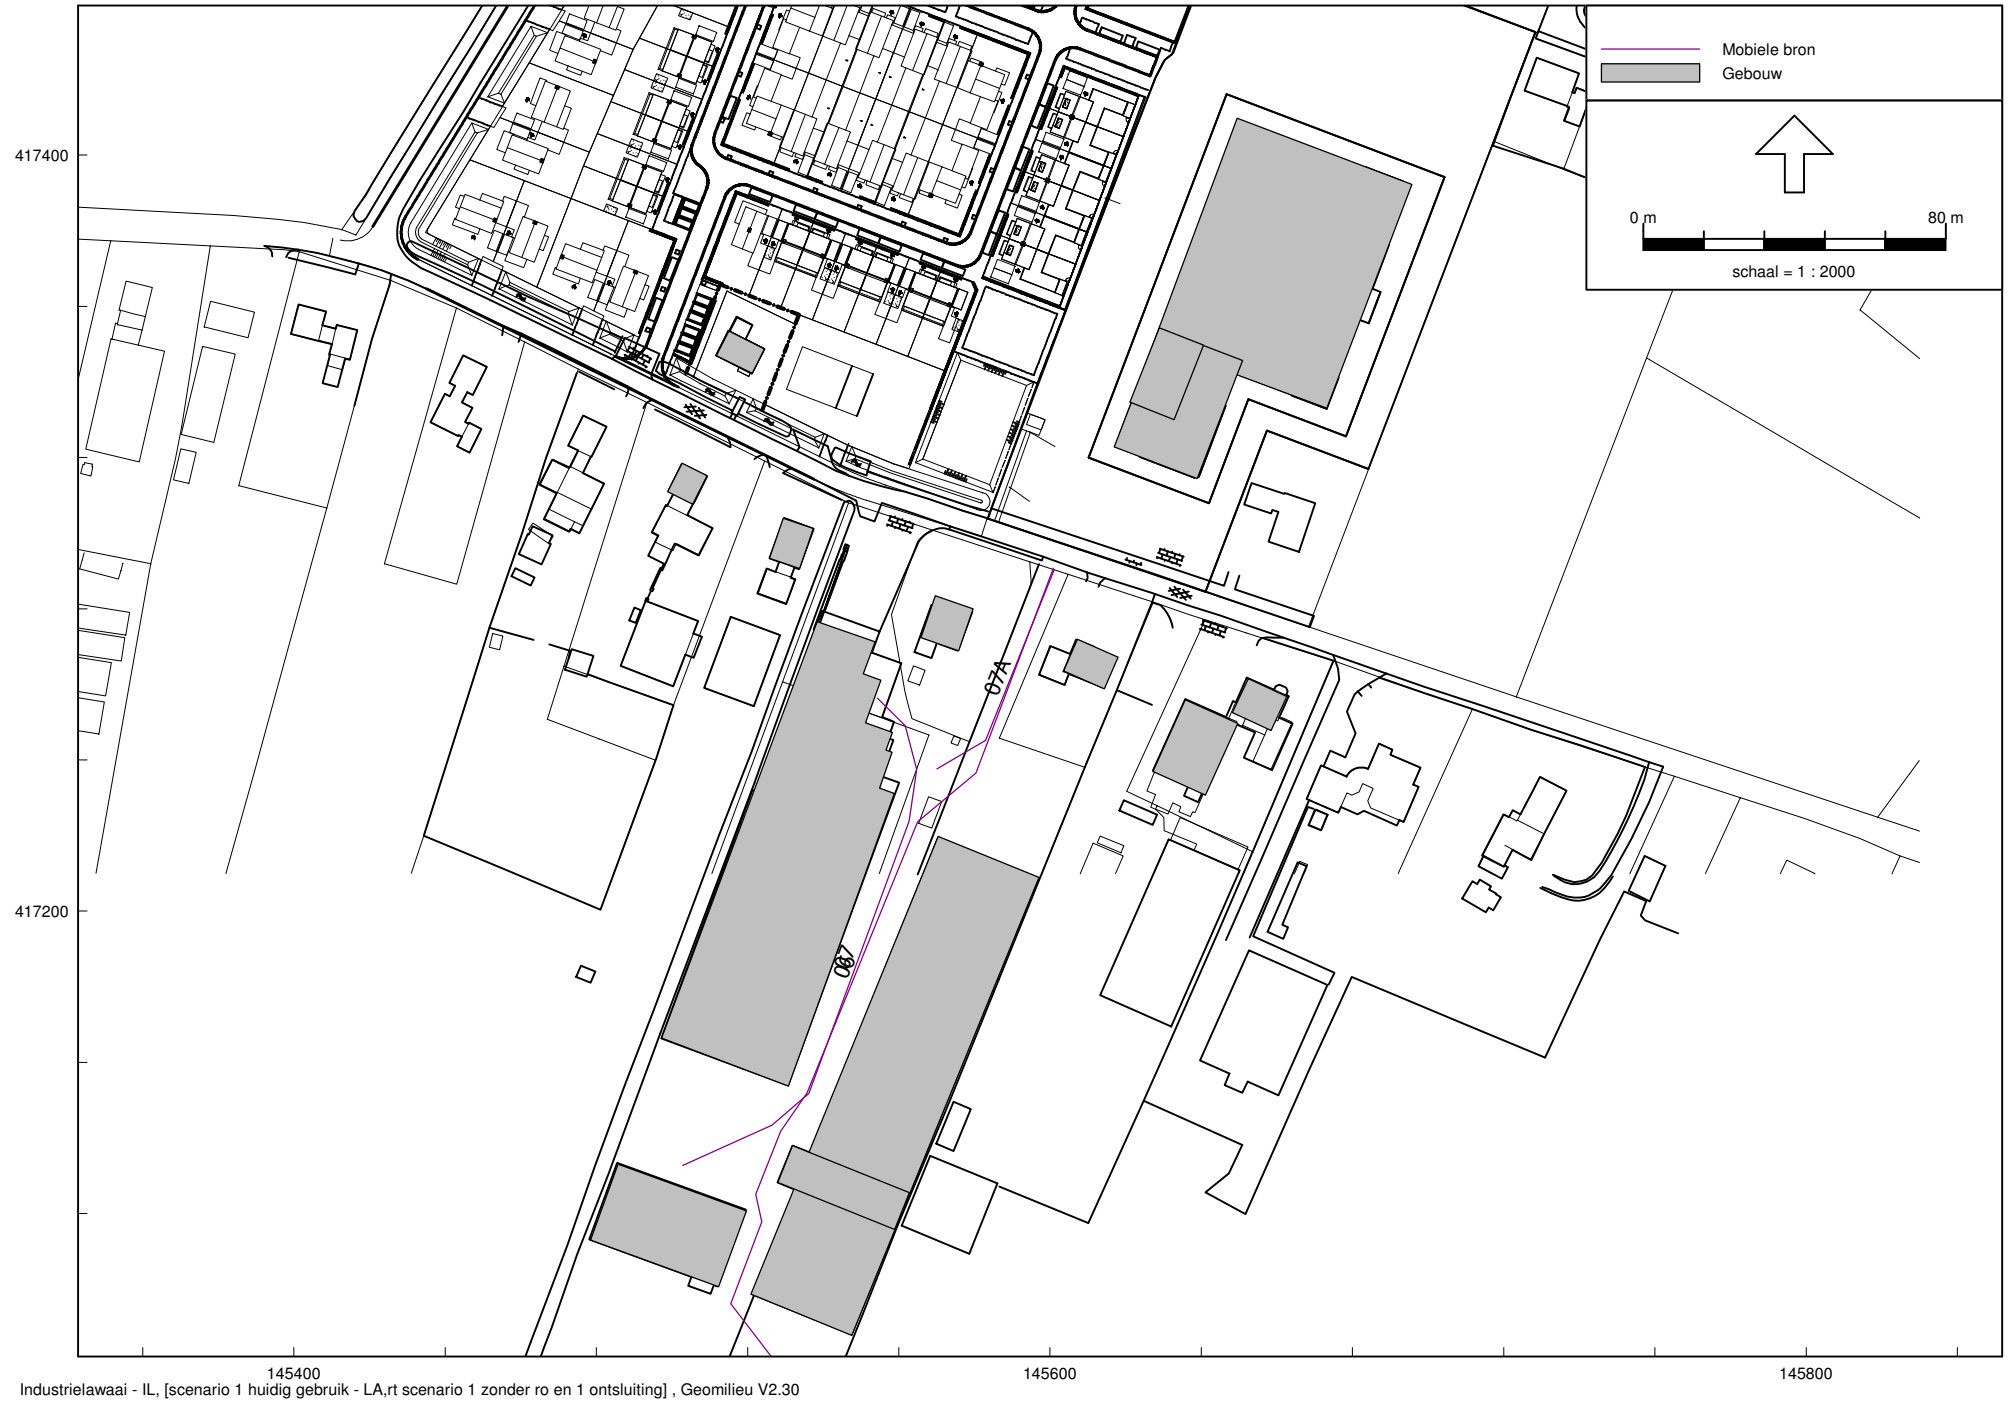 Mobiele bron
Gebouw
417400
0 m 80 m
schaal = 1 : 2000
07A
417200
145400 145600 145800
Industrielawaai - IL, [scenario 1 huidig gebruik - LA,rt scenario 1 zonder ro en 1 ontsluiting] , Geomilieu V2.30